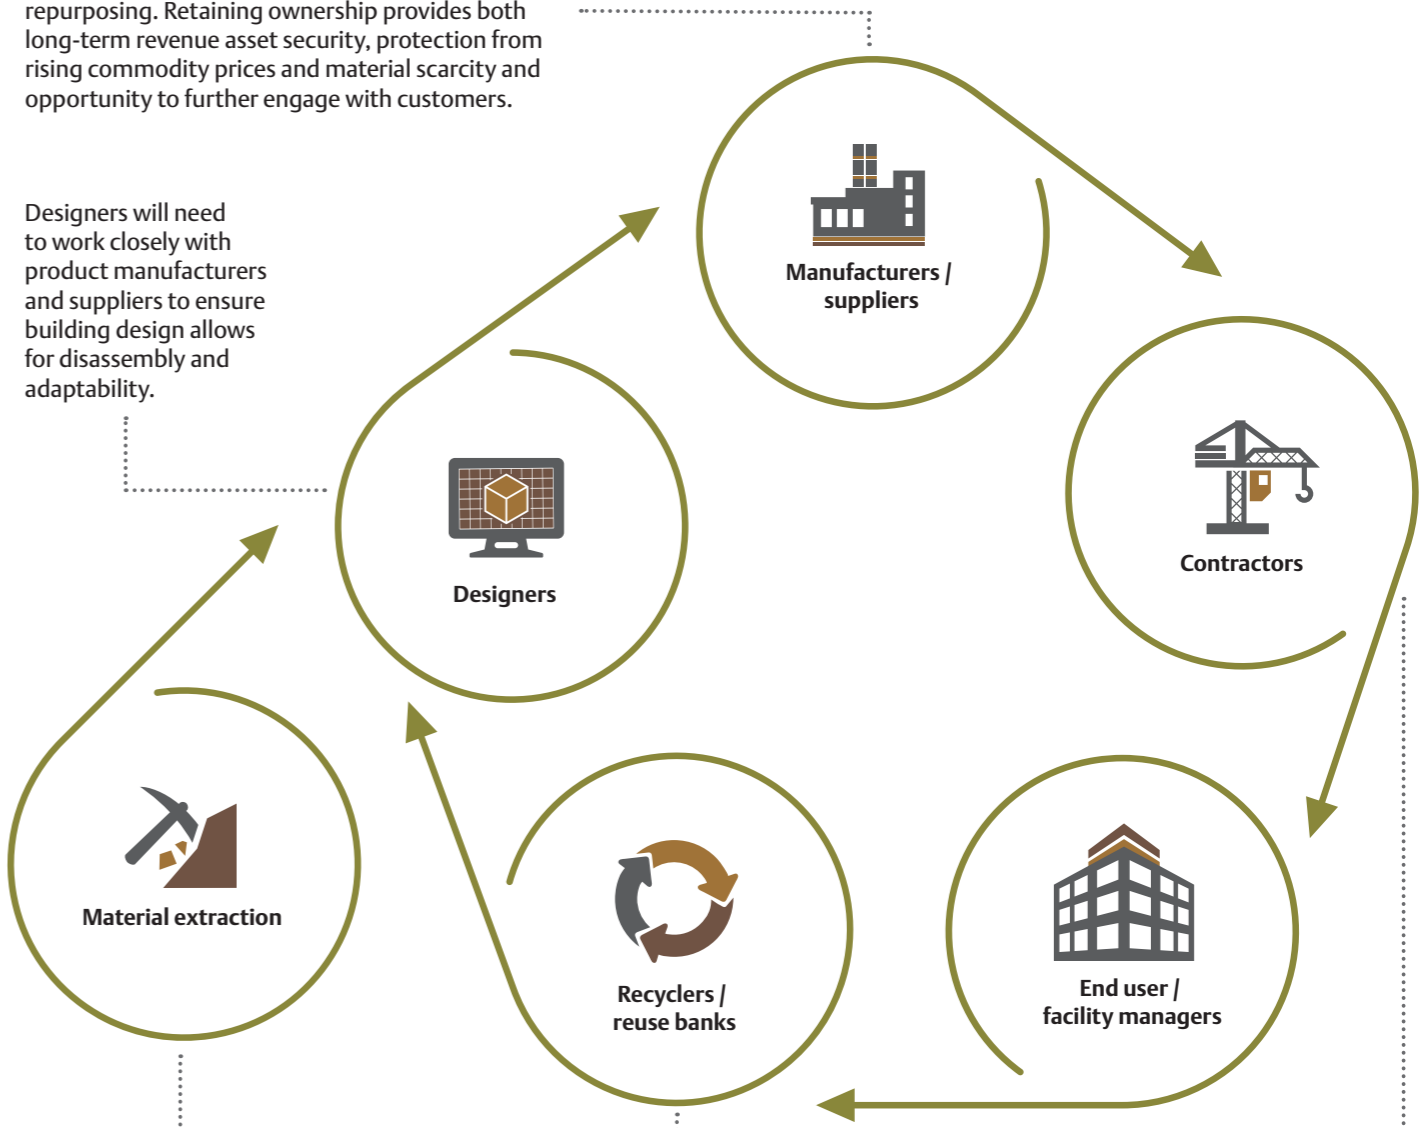 repurposing. Retaining ownership provides both
long-term revenue asset security, protection from
rising commodity prices and material scarcity and
opportunity to further engage with customers.
Designers will need
to work closely with
product manufacturers
and suppliers to ensure
building design allows
for disassembly and
adaptability.
Manufacturers /
suppliers
Contractors
Designers
Material extraction
Recyclers /
reuse banks
End user /
facility managers